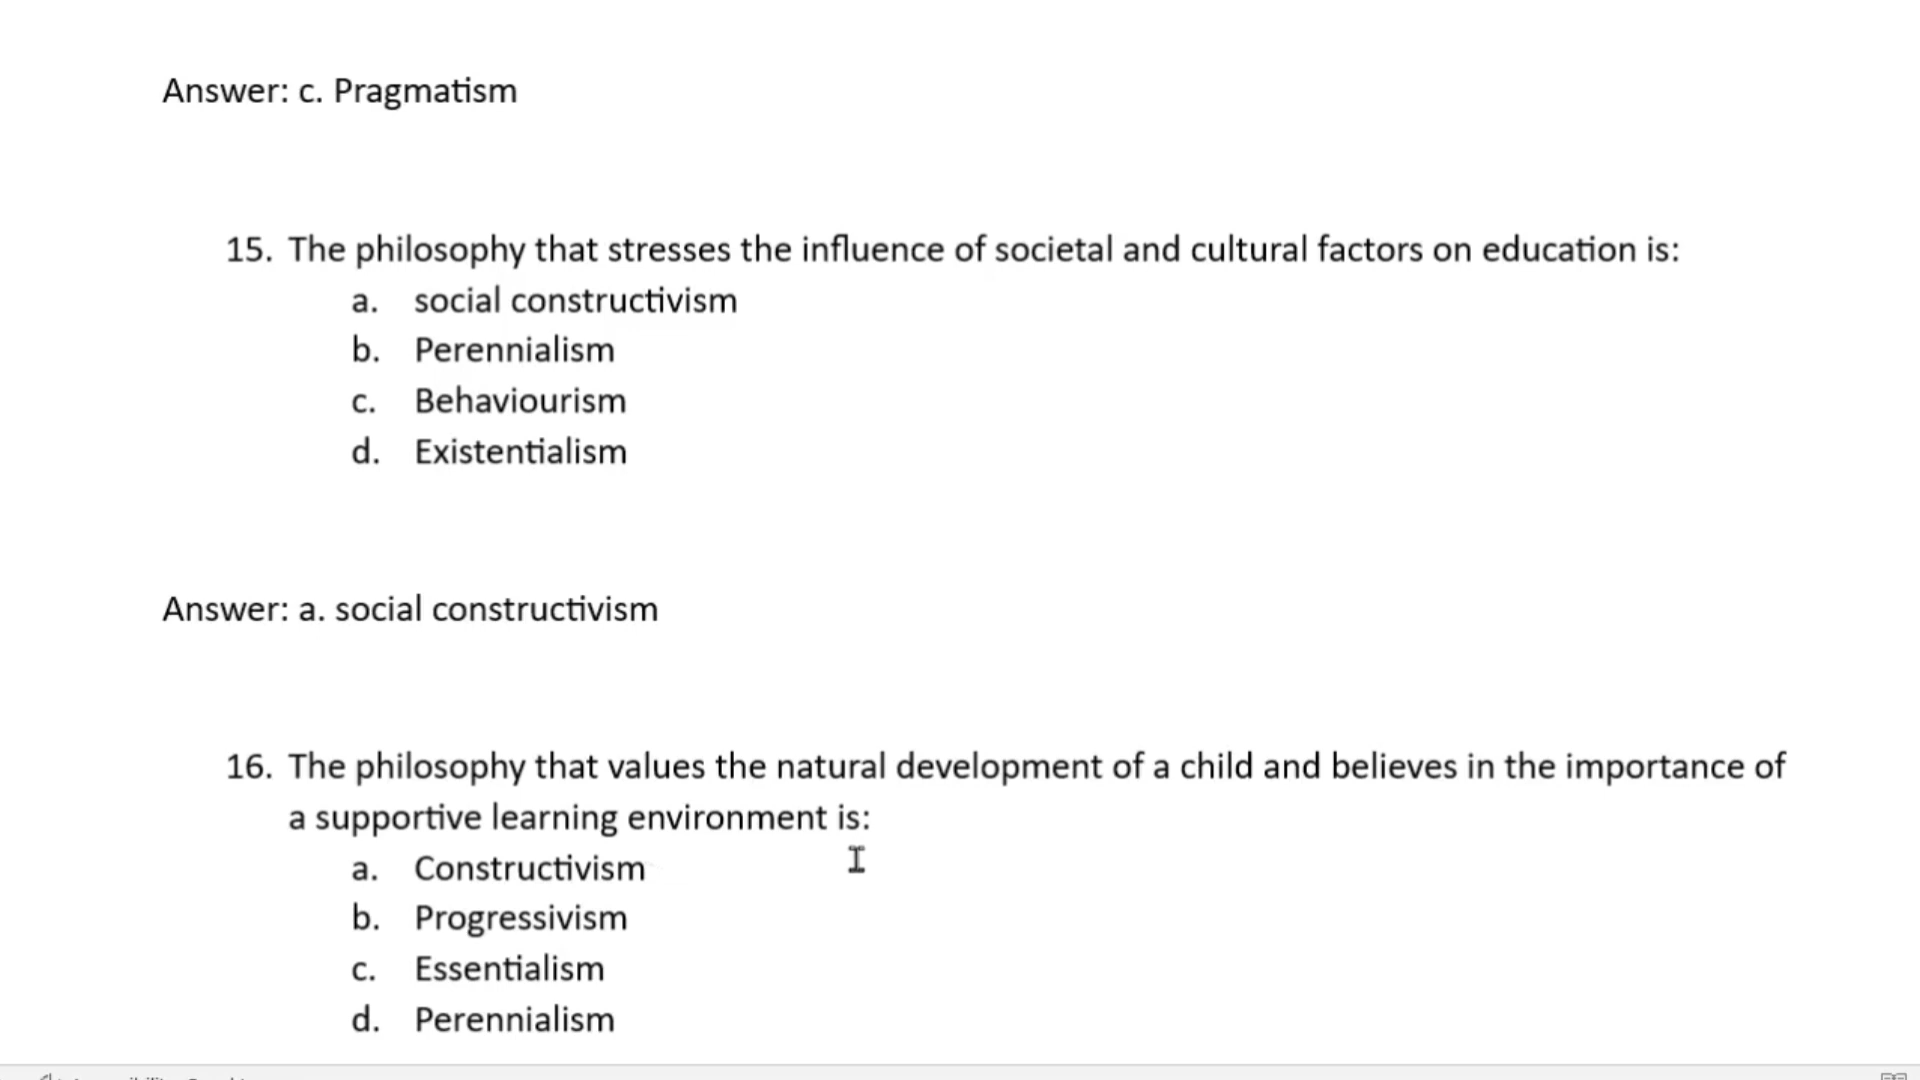 Answer: c. Pragmatism
15. The philosophy that stresses the influence of societal and cultural factors on education is:
a. social constructivism
b. Perennialism
c. Behaviourism
d. Existentialism
Answer: a. social constructivism
16. The philosophy that values the natural development of a child and believes in the importance of
a supportive learning environment is:
a. Constructivism
b. Progressivism
c. Essentialism
d. Perennialism